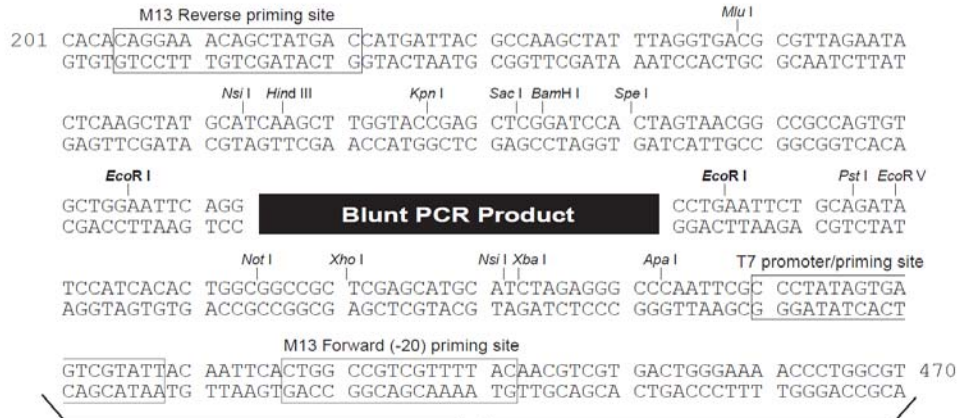 M13 Reverse priming site
Mlu I
201 CACACAGGAA ACAGCTATGAC CATGATTAC GCCAAGCTAT TTAGGTGACG CGTTAGAATA
GTGTGTCCTT TGTCGATACTG GTACTAATG CGGTTCGATA AATCCACTGC GCAATCTTAT
Nsi I Hind III Kpn I Sac I BamH I Spe I
CTCAAGCTAT GCATCAAGCT TGGTACCGAG CTCGGATCCA CTAGTAACGG CCGCCAGTGT
GAGTTCGATA CGTAGTTCGA ACCATGGCTC GAGCCTAGGT GATCATTGCC GGCGGTCACA
EcoR I EcoR I Pst I EcoR V
GCTGGAATTC AGG Blunt PCR Product CCTGAATTCT GCAGATA
CGACCTTAAG TCC GGACTTAAGA CGTCTAT
Not I Xho I Nsi I Xba I Apa I T7 promoter/priming site
TCCATCACAC TGGCGGCCGC TCGAGCATGC ATCTAGAGGG CCCAATTCGC CCTATAGTGA
AGGTAGTGTG ACCGCCGGCG AGCTCGTACG TAGATCTCCC GGGTTAAGCG GGATATCACT
M13 Forward (-20) priming site
GTCGTATTAC AATTCACTGG CCGTCGTTTT ACAACGTCGT GACTGGGAAA ACCCTGGCGT 470
CAGCATAATG TTAAGTGACC GGCAGCAAAA TGTTGCAGCA CTGACCCTTT TGGGACCGCA